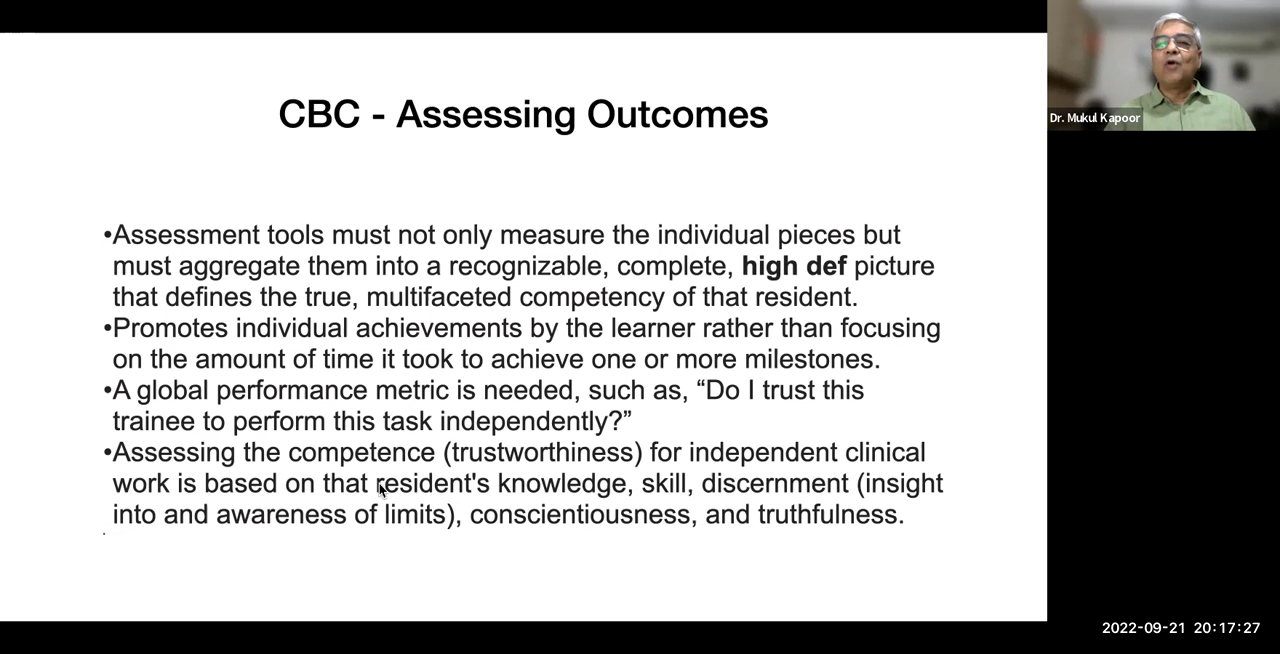 CBC - Assessing Outcomes
•Assessment tools must not only measure the individual pieces but
must aggregate them into a recognizable, complete, high def picture
that defines the true, multifaceted competency of that resident.
•Promotes individual achievements by the learner rather than focusing
on the amount of time it took to achieve one or more milestones.
•A global performance metric is needed, such as, “Do I trust this
trainee to perform this task independently?”
•Assessing the competence (trustworthiness) for independent clinical
work is based on that resident's knowledge, skill, discernment (insight
into and awareness of limits), conscientiousness, and truthfulness.
Dr. Mukul Kapoor
2022-09-21 20:17:27